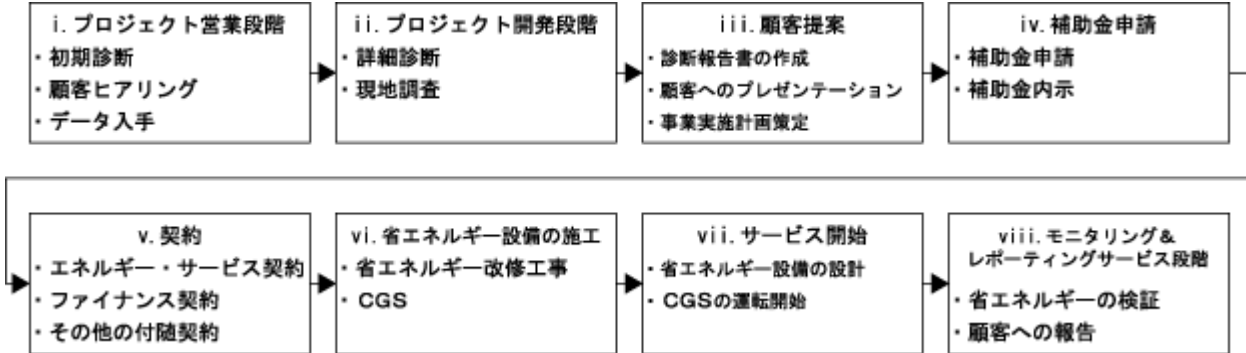 i.プロジェクト営業段階
・初期診断
・顧客ヒアリング
・データ入手
ii.プロジェクト開発段階
・詳細診断
・現地調査
iii.顧客提案
・診断報告書の作成
・顧客へのプレゼンテーション
・事業実施計画策定
iv.補助金申請
・補助金申請
・補助金内示
v.契約
・エネルギー・サービス契約
・ファイナンス契約
・その他の付随契約
vi.省エネルギー設備の施工
・省エネルギー改修工事
・CGS
vii.サービス開始
・省エネルギー設備の設計
・CGSの運転開始
viii.モニタリング&
レポーティングサービス段階
・省エネルギーの検証
・顧客への報告